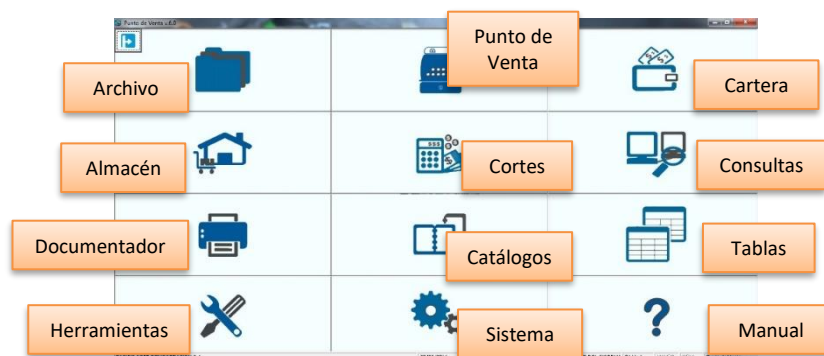 Punto de Venta v.6.0
Punto de
Venta
Archivo
Cartera
Almacén
Cortes
Consultas
Documentador
Catálogos
Tablas
Herramientas
Sistema
Manual